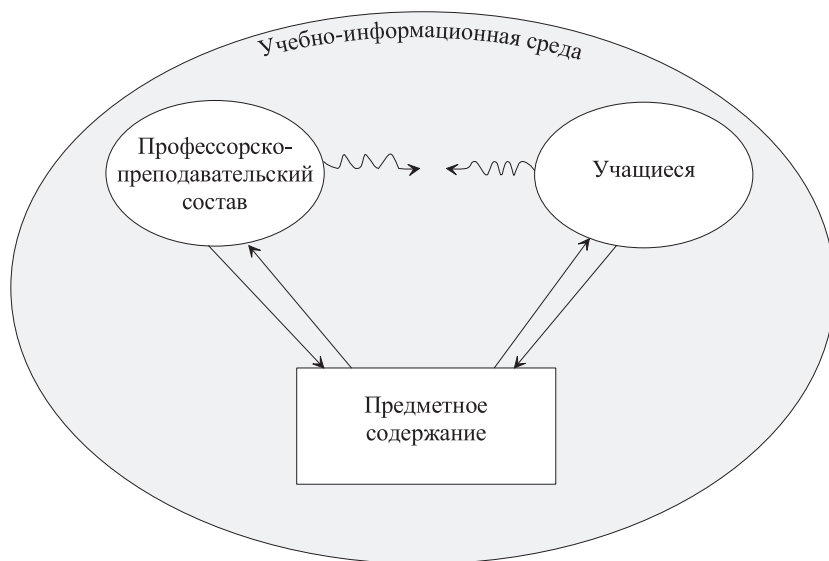 Учебно-информационная среда
Профессорско-
преподавательский
состав
Учащиеся
Предметное
содержание